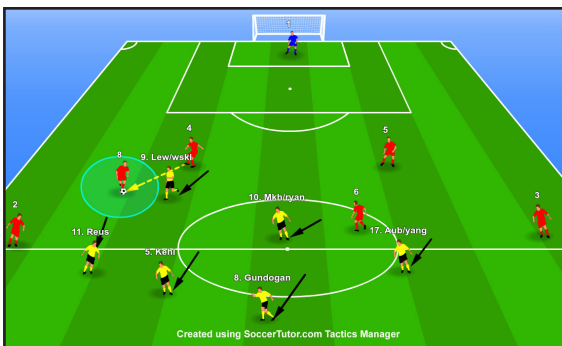 1
4
5
8
9. Lew/wski
10. Mkh/ryan
6
3
2
17. Aub/yang
11. Reus
5. Kehl
8. Gundogan
Created using SoccerTutor.com Tactics Manager